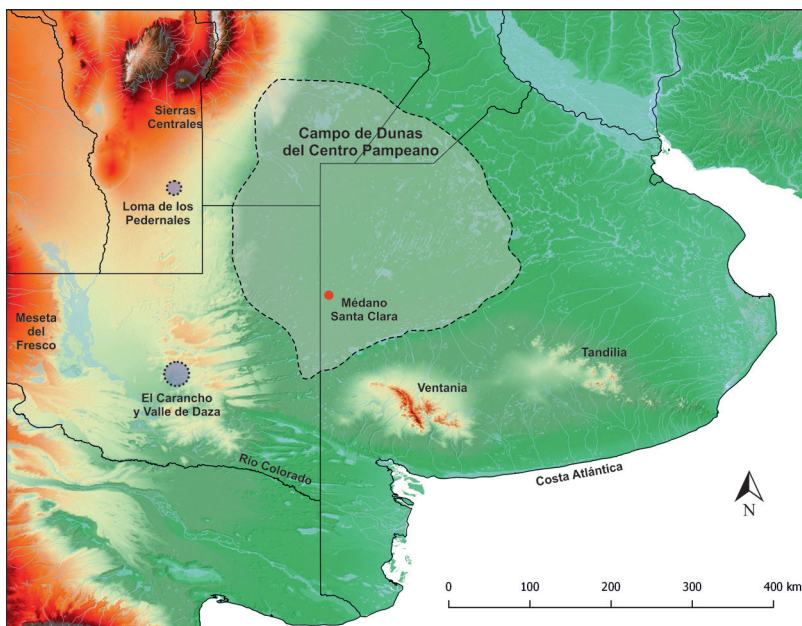 Sierras
Centrales
Campo de Dunas
del Centro Pampeano
Loma de los
Pedernales
Médano
Santa Clara
Meseta
del
Fresco
El Carancho
y Valle de Daza
Ventania
Tandilia
Río Colorado
Costa Atlántica
N
0 100 200 300 400 km